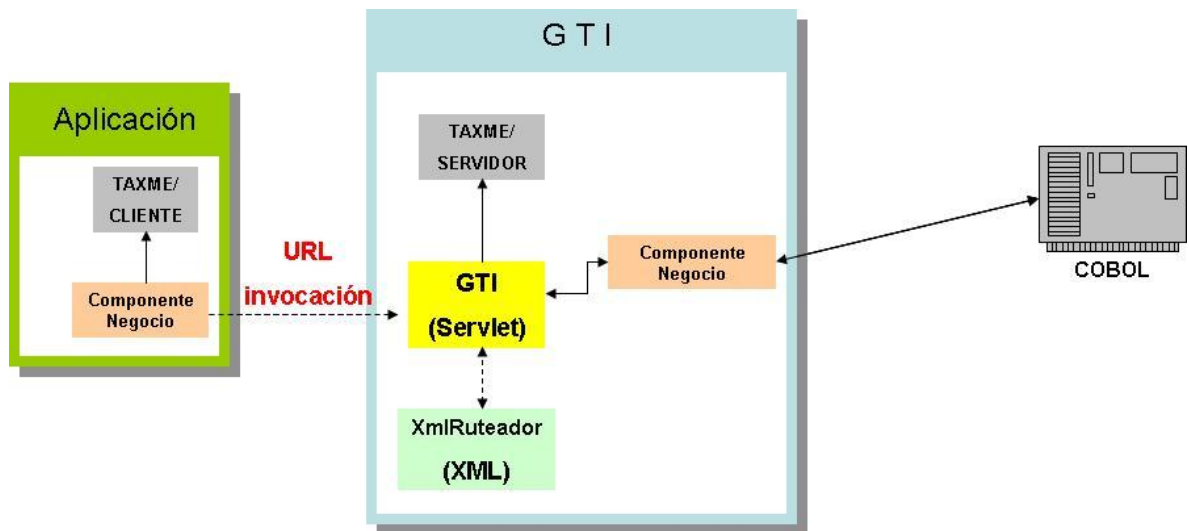 G T I
Aplicación
TAXME/
CLIENTE
Componente
Negocio
URL
invocación
TAXME/
SERVIDOR
GTI
(Servlet)
XmlRuteador
(XML)
Componente
Negocio
COBOL